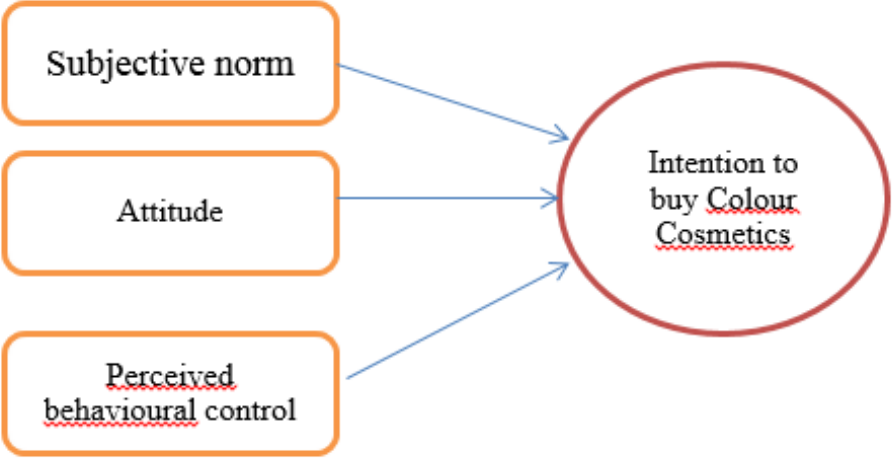 Subjective norm
Attitude
Perceived
behavioural control
Intention to
buy Colour
Cosmetics